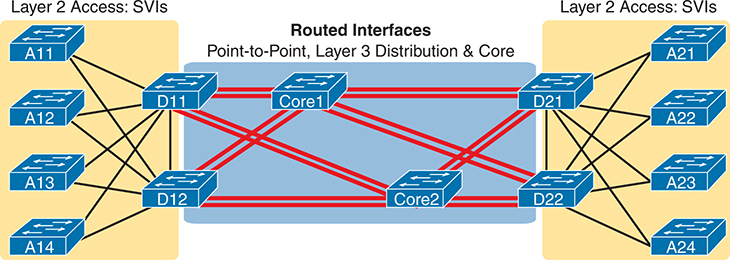 Layer 2 Access: SVIs
Routed Interfaces
Point-to-Point, Layer 3 Distribution & Core
Layer 2 Access: SVIs
A11
A12
A13
A14
D11
D12
Core1
Core2
D21
D22
A21
A22
A23
A24